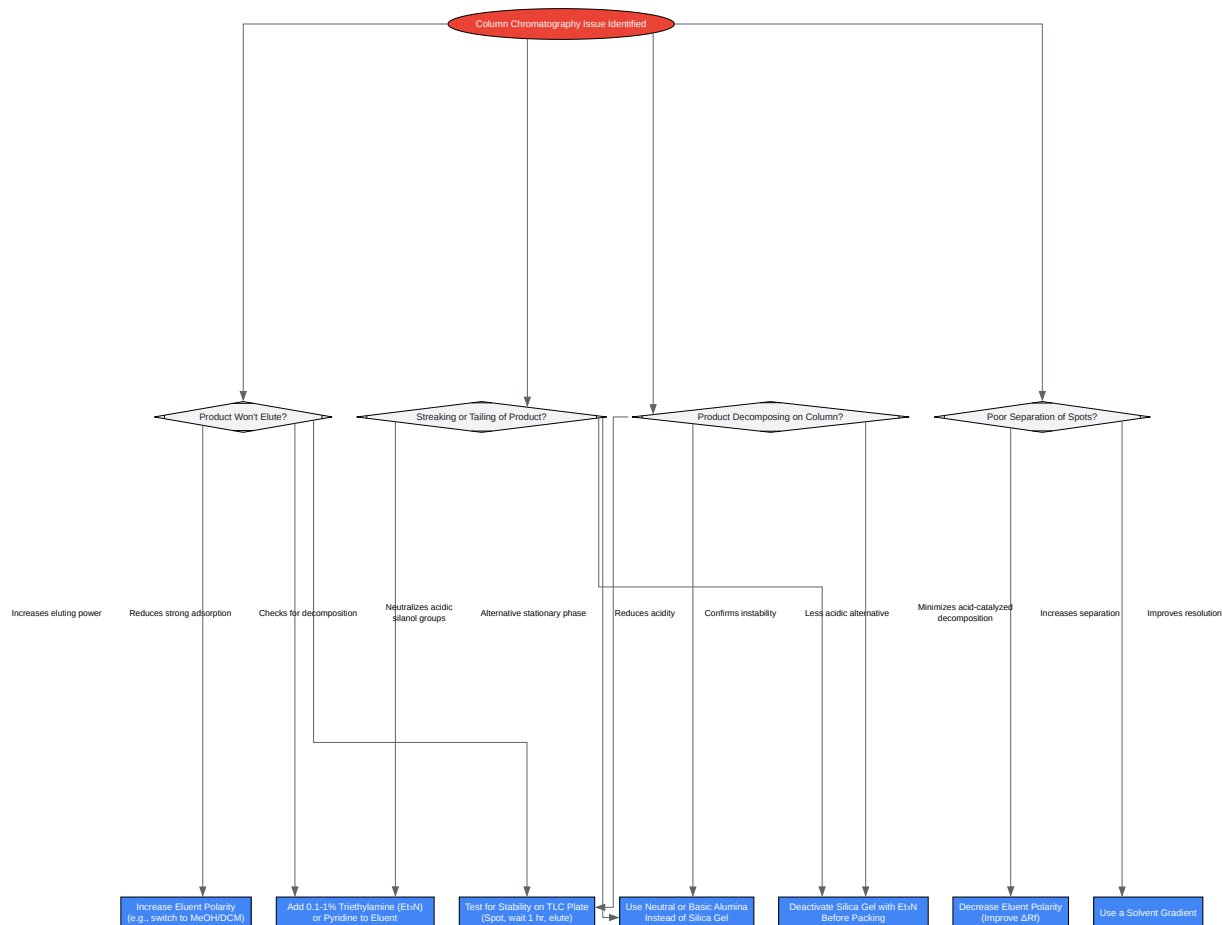 Column Chromatography Issue Identified
Product Won't Elute?
Streaking or Tailing of Product?
Product Decomposing on Column?
Poor Separation of Spots?
Increases eluting power
Reduces strong adsorption
Checks for decomposition
Neutralizes acidic
silanol groups
Alternative stationary phase
Reduces acidity
Confirms instability
Less acidic alternative
Minimizes acid-catalyzed
decomposition
Increases separation
Improves resolution
Increase Eluent Polarity
(e.g., switch to MeOH/DCM)
Add 0.1-1% Triethylamine (Et₃N)
or Pyridine to Eluent
Test for Stability on TLC Plate
(Spot, wait 1 hr, elute)
Use Neutral or Basic Alumina
Instead of Silica Gel
Deactivate Silica Gel with Et₃N
Before Packing
Decrease Eluent Polarity
(Improve ΔRf)
Use a Solvent Gradient